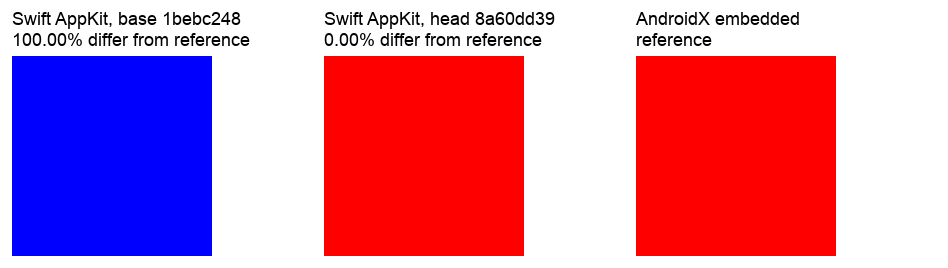 Swift AppKit, base 1bebc248
100.00% differ from reference
Swift AppKit, head 8a60dd39
0.00% differ from reference
AndroidX embedded
reference